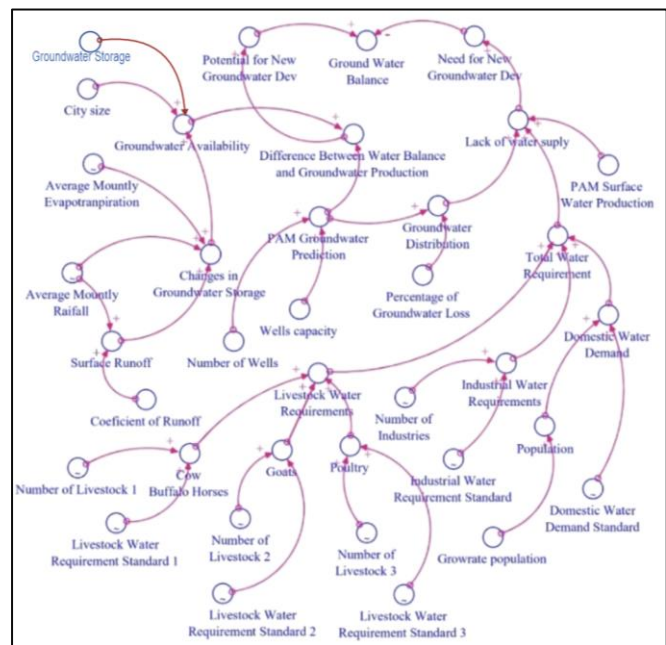 Groundwater Storage
Potential for New
Groundwater Dev
Ground Water
Balance
Need for New
Groundwater Dev
City size
Groundwater Availability
Difference Between Water Balance
and Groundwater Production
Lack of water suply
Average Mountly
Evapotranpiration
PAM Surface
Water Production
PAM Groundwater
Prediction
Groundwater
Distribution
Total Water
Requirement
Average Mountly
Raifall
Changes in
Groundwater Storage
Percentage of
Groundwater Loss
Wells capacity
Domestic Water
Demand
Surface Runoff
Number of Wells
Livestock Water
Requirements
Industrial Water
Requirements
Number of
Industries
Coeficient of Runoff
Population
Cow
Buffalo Horses
Goats
Poultry
Number of Livestock 1
Industrial Water
Requirement Standard
Domestic Water
Demand Standard
Livestock Water
Requirement Standard 1
Number of
Livestock 2
Number of
Livestock 3
Growrate population
Livestock Water
Requirement Standard 2
Livestock Water
Requirement Standard 3